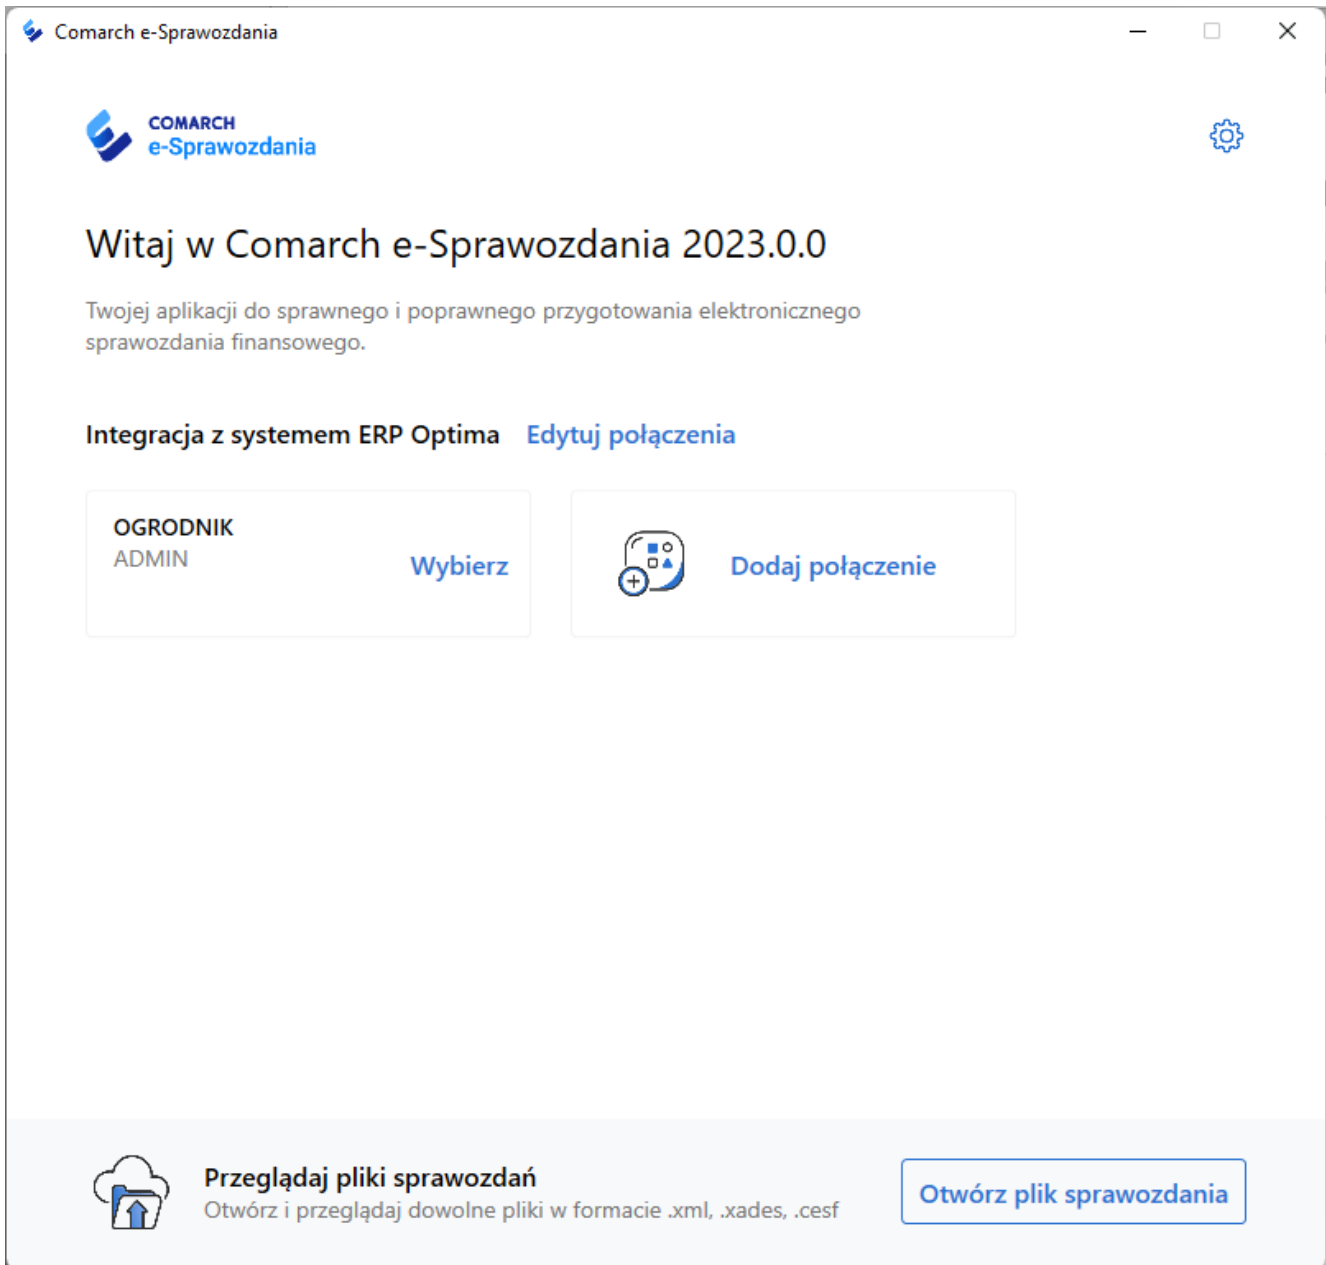 Comarch e-Sprawozdania
COMARCH
e-Sprawozdania
Witaj w Comarch e-Sprawozdania 2023.0.0
Twojej aplikacji do sprawnego i poprawnego przygotowania elektronicznego
sprawozdania finansowego.
Integracja z systemem ERP Optima Edytuj połączenia
OGRODNIK
ADMIN
Wybierz
Dodaj połączenie
Przeglądaj pliki sprawozdań
Otwórz i przeglądaj dowolne pliki w formacie .xml, .xades, .cesf
Otwórz plik sprawozdania